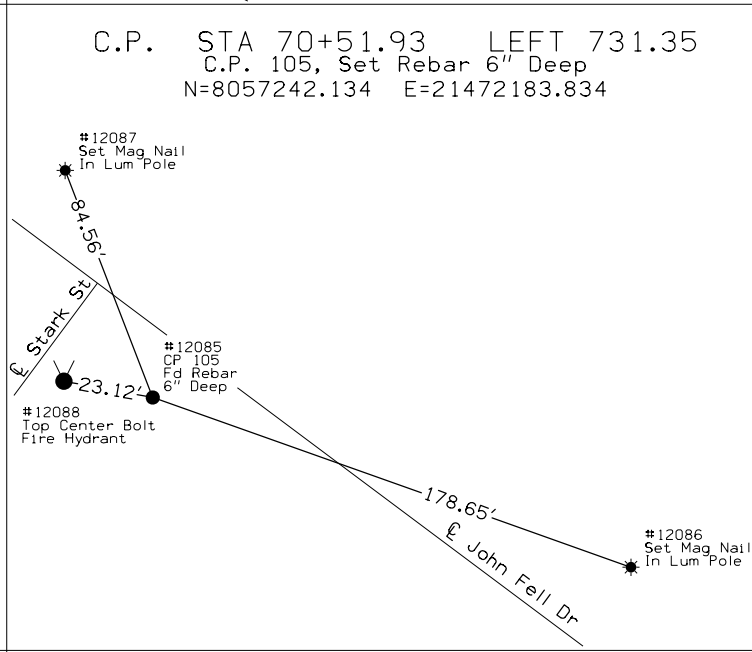 C.P. STA 70+51.93 LEFT 731.35
C.P. 105, Set Rebar 6" Deep
N=8057242.134 E=21472183.834
#12087
Set Mag Nail
In Lum Pole
84.56'
℄ Stark St
#12085
CP 105
Fd Rebar
6" Deep
23.12'
#12088
Top Center Bolt
Fire Hydrant
178.65'
℄ John Fell Dr
#12086
Set Mag Nail
In Lum Pole